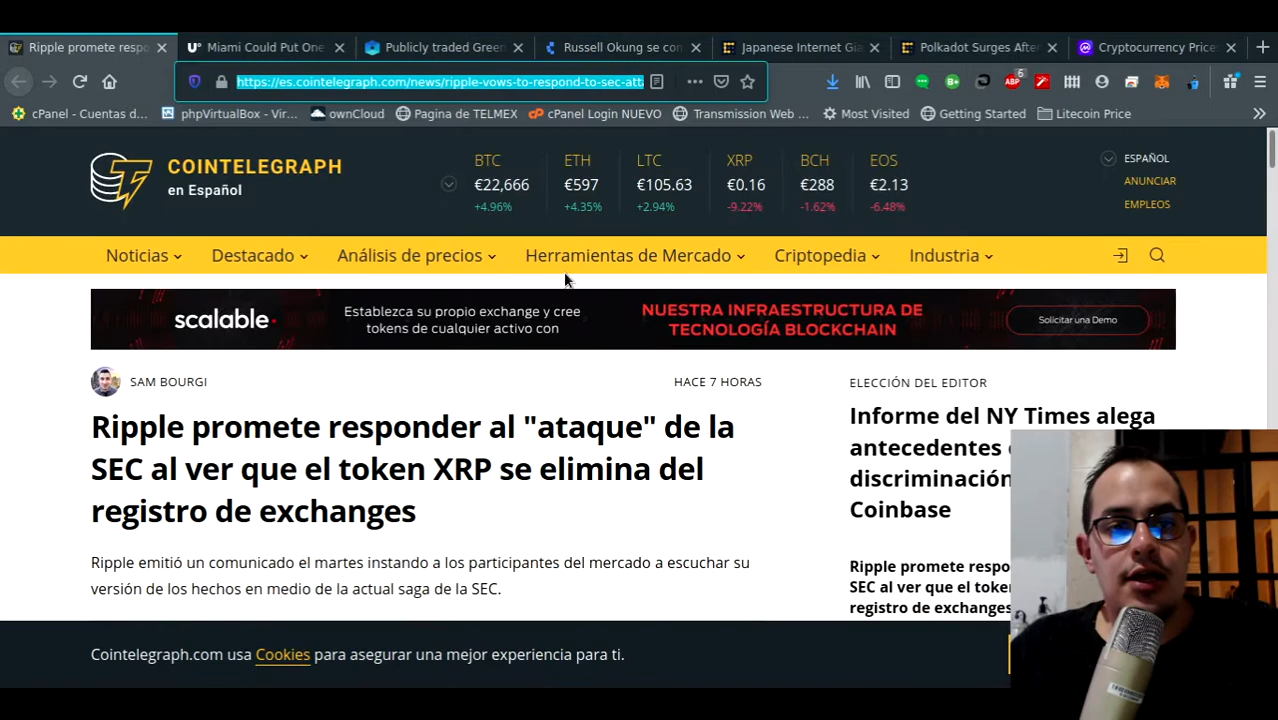 Ripple promete respo
Miami Could Put One
Publicly traded Gree
Russell Okung se con
Japanese Internet Gia
Polkadot Surges After
Cryptocurrency Prices
https://es.cointelegraph.com/news/ripple-vows-to-respond-to-sec-att
6
ABP
cPanel - Cuentas d...
phpVirtualBox - Vir...
ownCloud
Pagina de TELMEX
cPanel Login NUEVO
Transmission Web ...
Most Visited
Getting Started
Litecoin Price
COINTELEGRAPH
en Español
BTC ETH LTC XRP BCH EOS
€22,666 €597 €105.63 €0.16 €288 €2.13
+4.96% +4.35% +2.94% -9.22% -1.62% -6.48%
ESPAÑOL
ANUNCIAR
EMPLEOS
Noticias Destacado Análisis de precios Herramientas de Mercado Criptopedia Industria
scalable
Establezca su propio exchange y cree
tokens de cualquier activo con
NUESTRA INFRAESTRUCTURA DE
TECNOLOGÍA BLOCKCHAIN
Solicitar una Demo
SAM BOURGI
HACE 7 HORAS
Ripple promete responder al "ataque" de la
SEC al ver que el token XRP se elimina del
registro de exchanges
Ripple emitió un comunicado el martes instando a los participantes del mercado a escuchar su
versión de los hechos en medio de la actual saga de la SEC.
ELECCIÓN DEL EDITOR
Informe del NY Times alega
antecedentes
discriminación
Coinbase
Ripple promete respo
SEC al ver que el token
registro de exchanges
Cointelegraph.com usa Cookies para asegurar una mejor experiencia para ti.